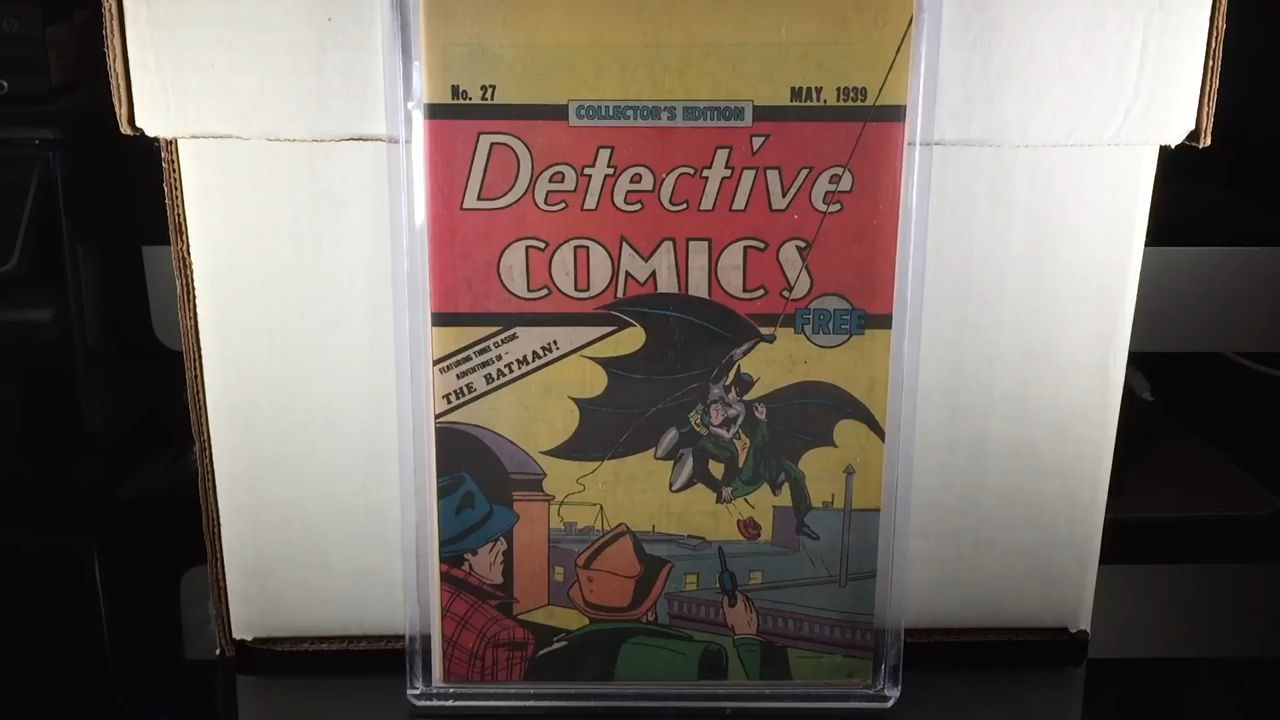 No. 27
MAY, 1939
COLLECTOR'S EDITION
Detective
COMICS
FREE
FEATURING THREE CLASSIC
ADVENTURES OF –
THE BATMAN!